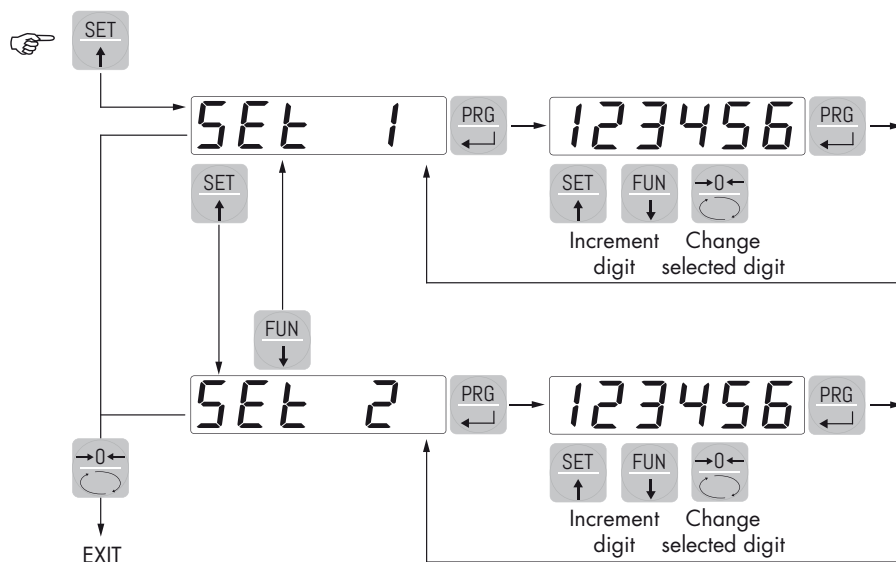 SET
SEt 1
PRG
123456
PRG
SET
SET
FUN
→0←
Increment digit
Change selected digit
FUN
SEt 2
PRG
123456
PRG
→0←
SET
FUN
→0←
Increment digit
Change selected digit
EXIT